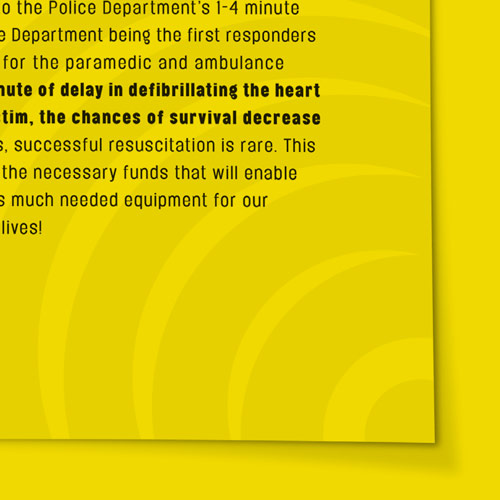 o the Police Department's 1-4 minute
e Department being the first responders
for the paramedic and ambulance
nute of delay in defibrillating the heart
tim, the chances of survival decrease
s, successful resuscitation is rare. This
the necessary funds that will enable
s much needed equipment for our
lives!